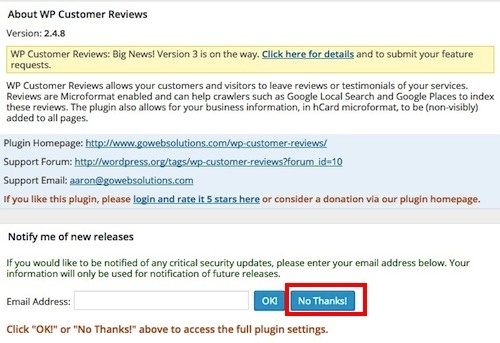 About WP Customer Reviews
Version: 2.4.8
WP Customer Reviews: Big News! Version 3 is on the way. Click here for details and to submit your feature
requests.
WP Customer Reviews allows your customers and visitors to leave reviews or testimonials of your services.
Reviews are Microformat enabled and can help crawlers such as Google Local Search and Google Places to index
these reviews. The plugin also allows for your business information, in hCard microformat, to be (non-visibly)
added to all pages.
Plugin Homepage: http://www.gowebsolutions.com/wp-customer-reviews/
Support Forum: http://wordpress.org/tags/wp-customer-reviews?forum_id=10
Support Email: aaron@gowebsolutions.com
If you like this plugin, please login and rate it 5 stars here or consider a donation via our plugin homepage.
Notify me of new releases
If you would like to be notified of any critical security updates, please enter your email address below. Your
information will only be used for notification of future releases.
Email Address: OK! No Thanks!
Click "OK!" or "No Thanks!" above to access the full plugin settings.